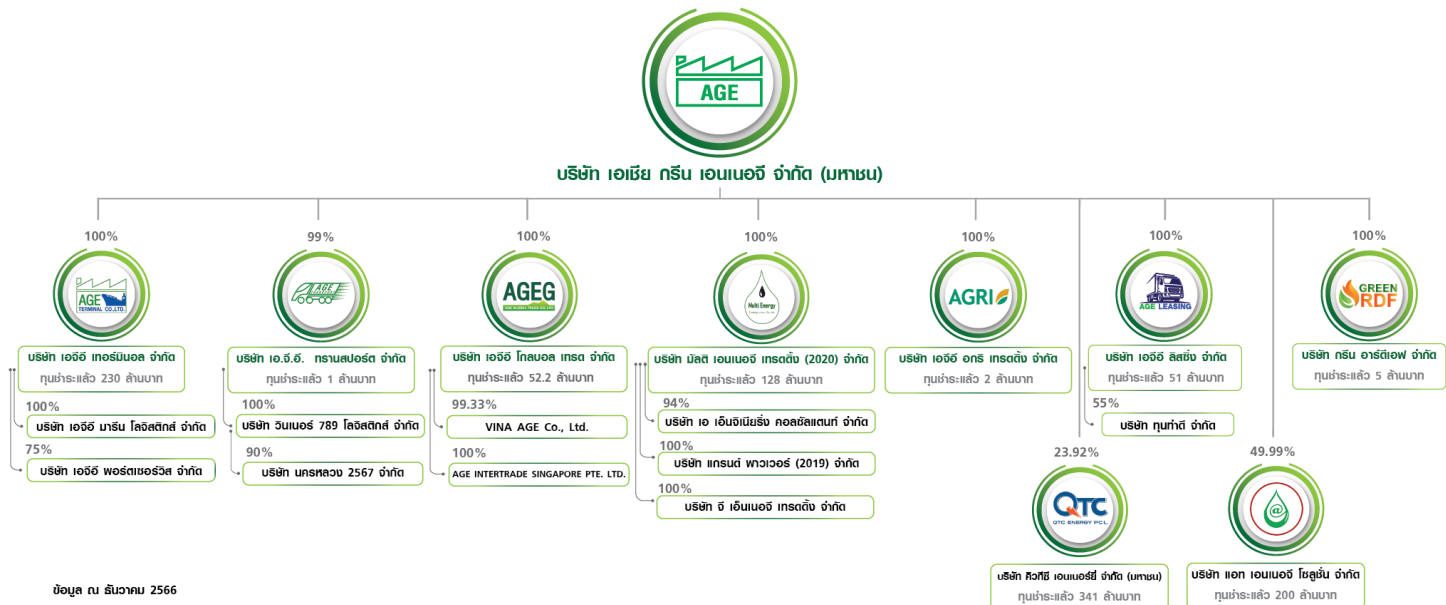 AGE
บริษัท เอเชีย กรีน เอนเนอจี จำกัด (มหาชน)
100%
AGE
TERMINAL CO.,LTD.
บริษัท เอจีอี เทอร์มินอล จำกัด
ทุนชำระแล้ว 230 ล้านบาท
100%
บริษัท เอจีอี มารีน โลจิสติกส์ จำกัด
75%
บริษัท เอจีอี พอร์ตเซอร์วิส จำกัด
99%
AGE
บริษัท เอ.จี.อี. ทรานสปอร์ต จำกัด
ทุนชำระแล้ว 1 ล้านบาท
100%
บริษัท วินเนอร์ 789 โลจิสติกส์ จำกัด
90%
บริษัท นครหลวง 2567 จำกัด
100%
AGEG
บริษัท เอจีอี โกลบอล เทรด จำกัด
ทุนชำระแล้ว 52.2 ล้านบาท
99.33%
VINA AGE Co., Ltd.
100%
AGE INTERTRADE SINGAPORE PTE. LTD.
100%
Multi Energy
บริษัท มัลติ เอนเนอจี เทรดดิ้ง (2020) จำกัด
ทุนชำระแล้ว 128 ล้านบาท
94%
บริษัท เอ เอ็นจิเนียริ่ง คอลซัลแตนท์ จำกัด
100%
บริษัท แกรนด์ พาวเวอร์ (2019) จำกัด
100%
บริษัท จี เอ็นเนอจี เทรดดิ้ง จำกัด
100%
AGRI
บริษัท เอจีอี อกริ เทรดดิ้ง จำกัด
ทุนชำระแล้ว 2 ล้านบาท
23.92%
QTC
QTC ENERGY PCL.
บริษัท คิวทีซี เอนเนอร์ยี่ จำกัด (มหาชน)
ทุนชำระแล้ว 341 ล้านบาท
100%
AGE LEASING
บริษัท เอจีอี ลิสซิ่ง จำกัด
ทุนชำระแล้ว 51 ล้านบาท
55%
บริษัท ทุนทำดี จำกัด
49.99%
@
บริษัท แอท เอนเนอจี โซลูชั่น จำกัด
ทุนชำระแล้ว 200 ล้านบาท
100%
GREEN
RDF
บริษัท กรีน อาร์ดีเอฟ จำกัด
ทุนชำระแล้ว 5 ล้านบาท
ข้อมูล ณ ธันวาคม 2566